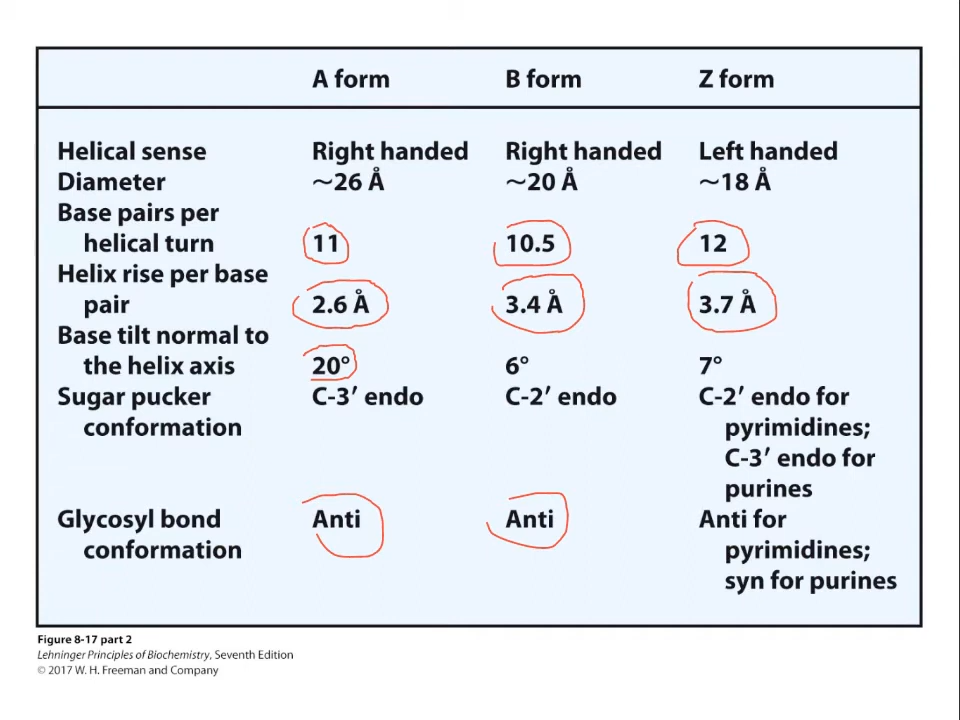 A form B form Z form
Helical sense Right handed Right handed Left handed
Diameter ~26 Å ~20 Å ~18 Å
Base pairs per
helical turn 11 10.5 12
Helix rise per base
pair 2.6 Å 3.4 Å 3.7 Å
Base tilt normal to
the helix axis 20° 6° 7°
Sugar pucker C-3′ endo C-2′ endo C-2′ endo for
conformation pyrimidines;
C-3′ endo for
purines
Glycosyl bond Anti Anti Anti for
conformation pyrimidines;
syn for purines
Figure 8-17 part 2
Lehninger Principles of Biochemistry, Seventh Edition
© 2017 W. H. Freeman and Company